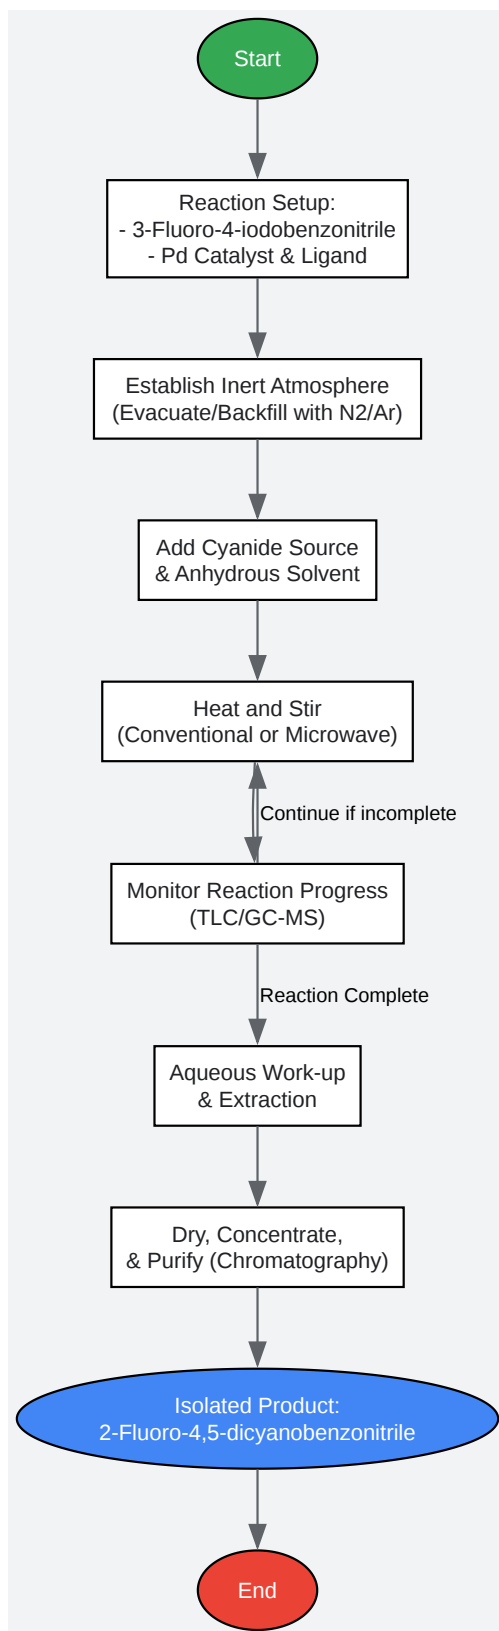 Start
Reaction Setup:
- 3-Fluoro-4-iodobenzonitrile
- Pd Catalyst & Ligand
Establish Inert Atmosphere
(Evacuate/Backfill with N2/Ar)
Add Cyanide Source
& Anhydrous Solvent
Heat and Stir
(Conventional or Microwave)
Continue if incomplete
Monitor Reaction Progress
(TLC/GC-MS)
Reaction Complete
Aqueous Work-up
& Extraction
Dry, Concentrate,
& Purify (Chromatography)
Isolated Product:
2-Fluoro-4,5-dicyanobenzonitrile
End